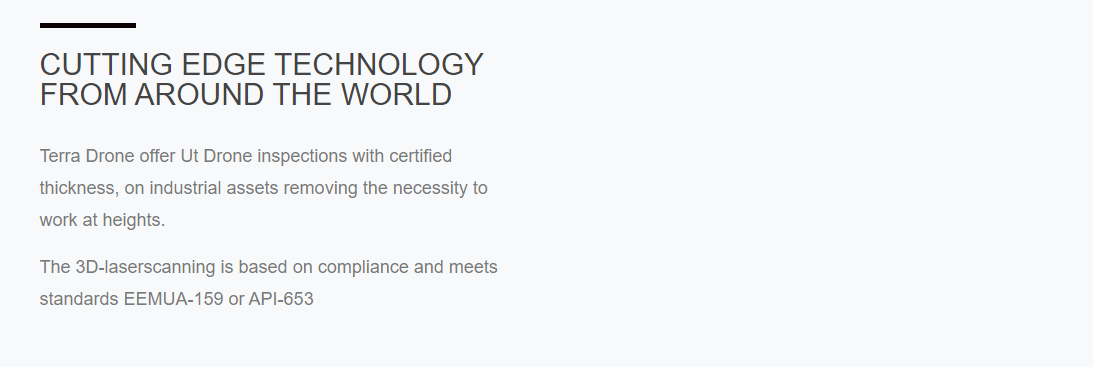 CUTTING EDGE TECHNOLOGY
FROM AROUND THE WORLD
Terra Drone offer Ut Drone inspections with certified
thickness, on industrial assets removing the necessity to
work at heights.
The 3D-laserscanning is based on compliance and meets
standards EEMUA-159 or API-653